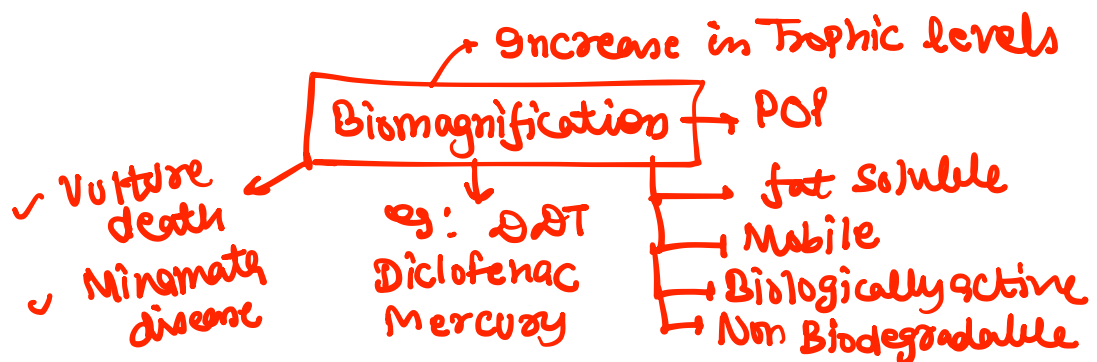 Increase in Trophic levels
Biomagnification
POP
✓ Vulture
death
✓ Minamata
disease
eg: DDT
Diclofenac
Mercury
fat soluble
Mobile
Biologically active
Non Biodegradable